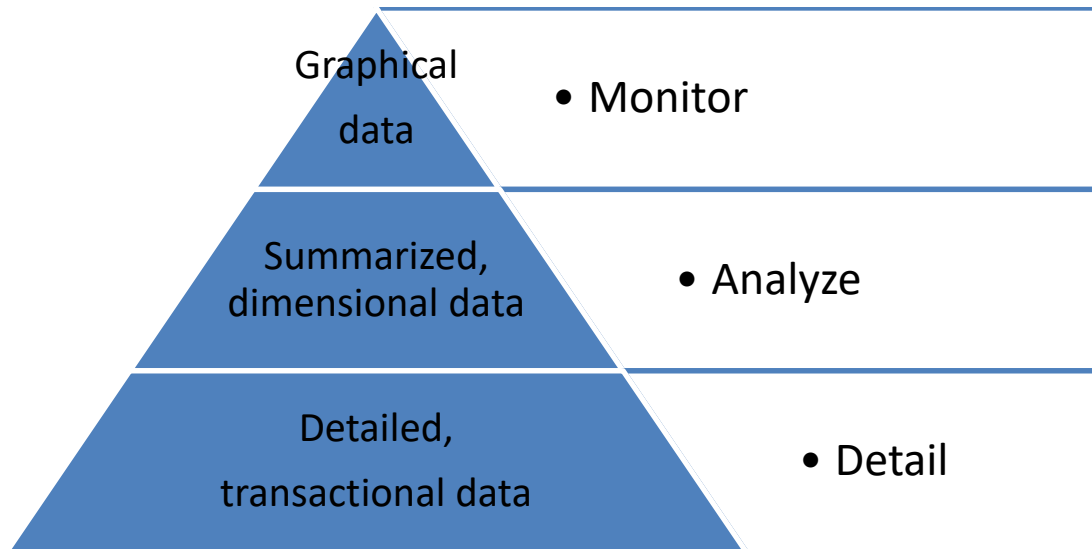 Graphical
data
• Monitor
Summarized,
dimensional data
• Analyze
Detailed,
transactional data
• Detail